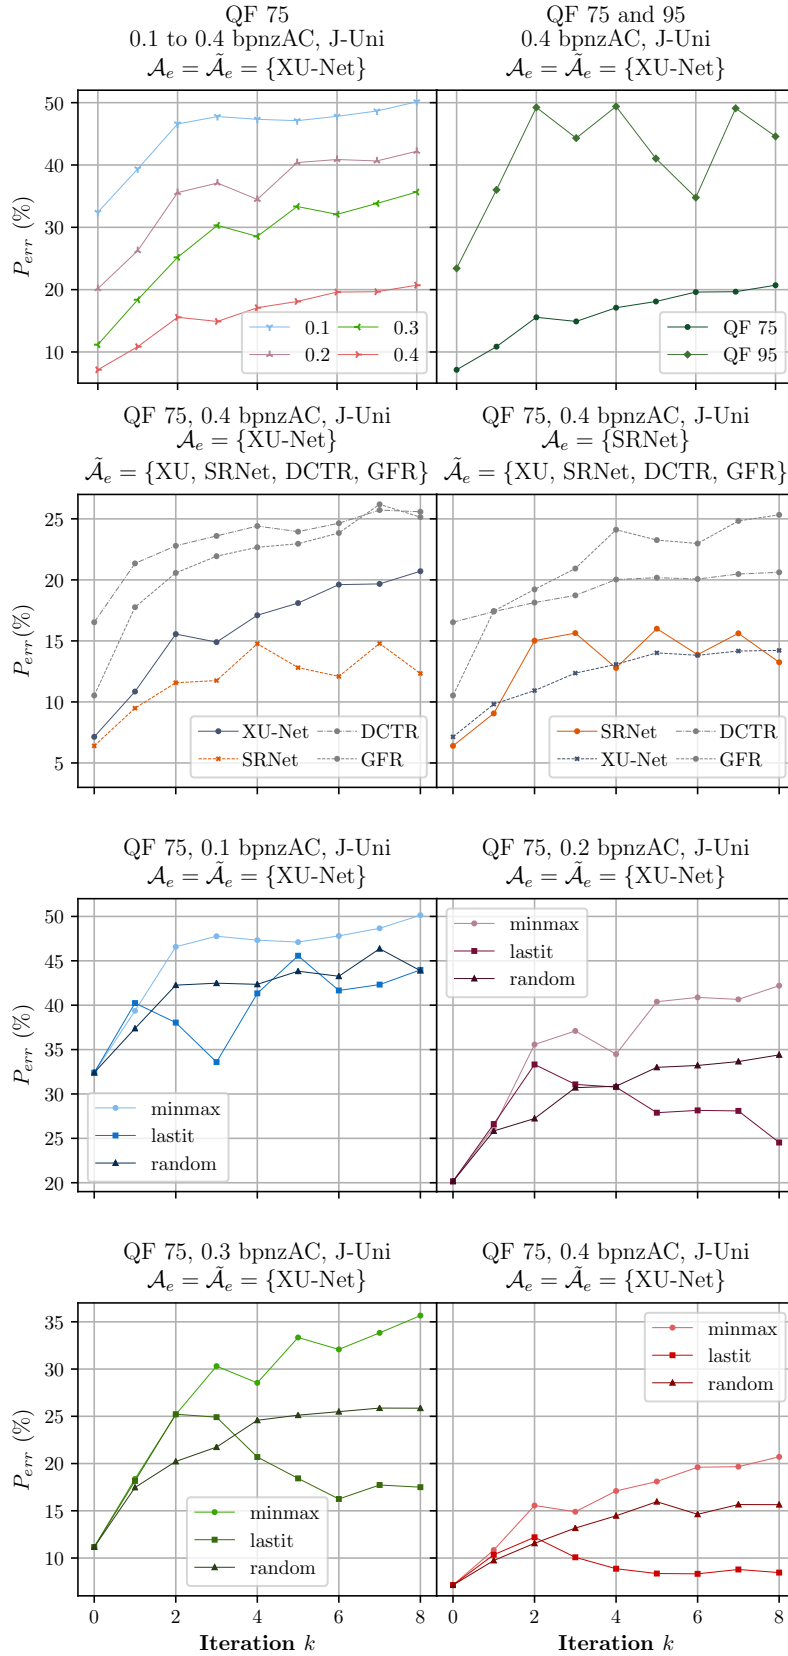 QF 75
0.1 to 0.4 bpnzAC, J-Uni
𝒜ₑ = 𝒜̃ₑ = {XU-Net}
50
40
30
20
10
P_err (%)
0.1
0.2
0.3
0.4
QF 75 and 95
0.4 bpnzAC, J-Uni
𝒜ₑ = 𝒜̃ₑ = {XU-Net}
QF 75
QF 95
QF 75, 0.4 bpnzAC, J-Uni
𝒜ₑ = {XU-Net}
𝒜̃ₑ = {XU, SRNet, DCTR, GFR}
25
20
15
10
5
P_err(%)
XU-Net
SRNet
DCTR
GFR
QF 75, 0.4 bpnzAC, J-Uni
𝒜ₑ = {SRNet}
𝒜̃ₑ = {XU, SRNet, DCTR, GFR}
SRNet
XU-Net
DCTR
GFR
QF 75, 0.1 bpnzAC, J-Uni
𝒜ₑ = 𝒜̃ₑ = {XU-Net}
50
45
40
35
30
25
20
P_err (%)
minmax
lastit
random
QF 75, 0.2 bpnzAC, J-Uni
𝒜ₑ = 𝒜̃ₑ = {XU-Net}
minmax
lastit
random
QF 75, 0.3 bpnzAC, J-Uni
𝒜ₑ = 𝒜̃ₑ = {XU-Net}
35
30
25
20
15
10
P_err (%)
minmax
lastit
random
0 2 4 6 8
Iteration k
QF 75, 0.4 bpnzAC, J-Uni
𝒜ₑ = 𝒜̃ₑ = {XU-Net}
minmax
lastit
random
0 2 4 6 8
Iteration k